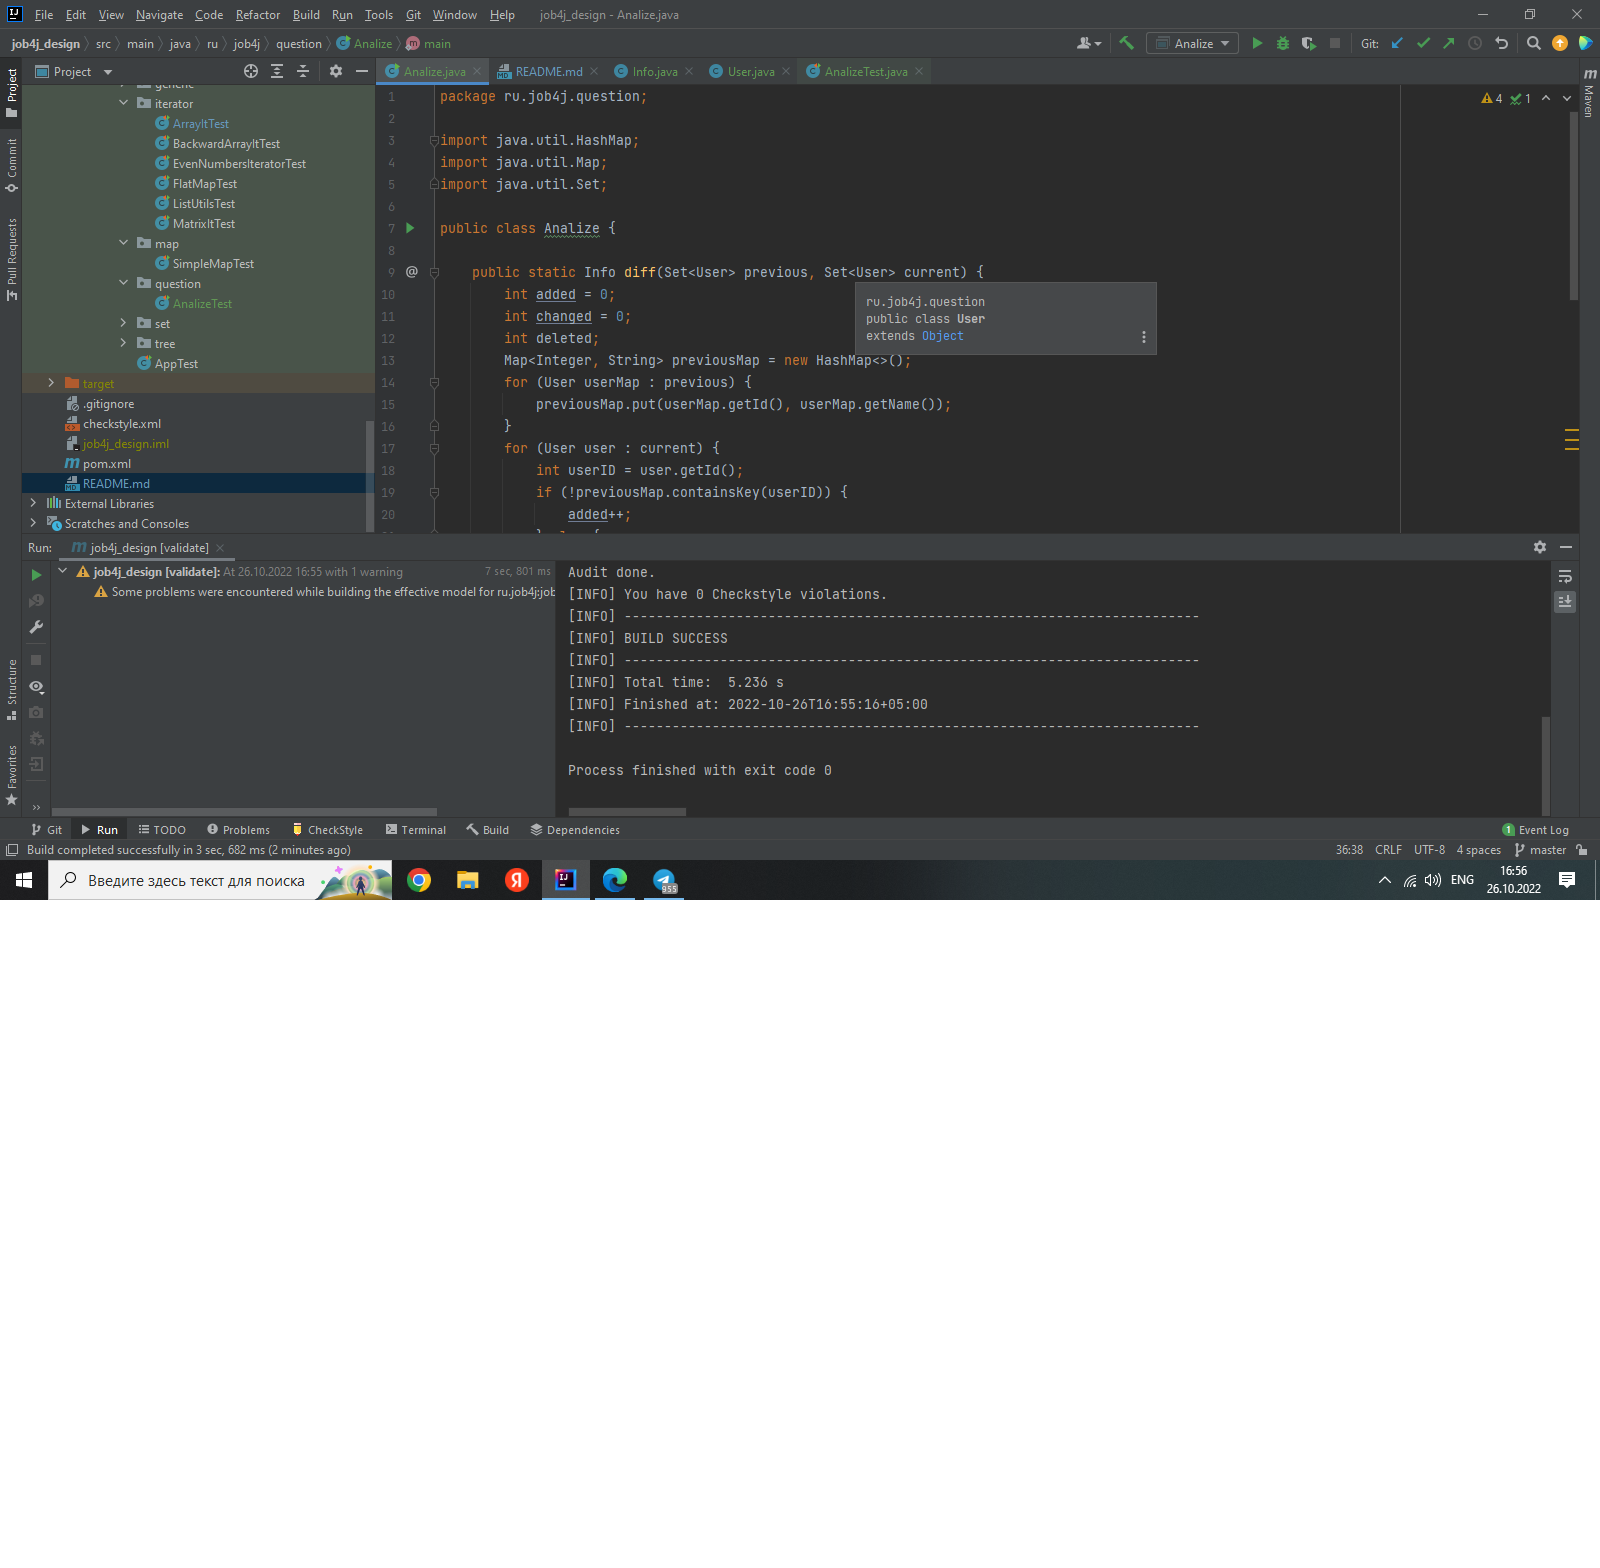 File Edit View Navigate Code Refactor Build Run Tools Git Window Help job4j_design - Analize.java
job4j_design src main java ru job4j question Analize main
Analize Git:
Project
Analize.java README.md Info.java User.java AnalizeTest.java
Project
Commit
Pull Requests
Structure
Favorites
Maven
generic
iterator
ArrayItTest
BackwardArrayItTest
EvenNumbersIteratorTest
FlatMapTest
ListUtilsTest
MatrixItTest
map
SimpleMapTest
question
AnalizeTest
set
tree
AppTest
target
.gitignore
checkstyle.xml
job4j_design.iml
pom.xml
README.md
External Libraries
Scratches and Consoles
4 1
1 package ru.job4j.question;
2
3 import java.util.HashMap;
4 import java.util.Map;
5 import java.util.Set;
6
7 public class Analize {
8
9 @ public static Info diff(Set<User> previous, Set<User> current) {
10 int added = 0;
11 int changed = 0;
12 int deleted;
13 Map<Integer, String> previousMap = new HashMap<>();
14 for (User userMap : previous) {
15 previousMap.put(userMap.getId(), userMap.getName());
16 }
17 for (User user : current) {
18 int userID = user.getId();
19 if (!previousMap.containsKey(userID)) {
20 added++;
ru.job4j.question
public class User
extends Object
Run: job4j_design [validate]
job4j_design [validate]: At 26.10.2022 16:55 with 1 warning 7 sec, 801 ms
Some problems were encountered while building the effective model for ru.job4j:job
Audit done.
[INFO] You have 0 Checkstyle violations.
[INFO] ------------------------------------------------------------------------
[INFO] BUILD SUCCESS
[INFO] ------------------------------------------------------------------------
[INFO] Total time:  5.236 s
[INFO] Finished at: 2022-10-26T16:55:16+05:00
[INFO] ------------------------------------------------------------------------
Process finished with exit code 0
Git Run TODO Problems CheckStyle Terminal Build Dependencies 1 Event Log
Build completed successfully in 3 sec, 682 ms (2 minutes ago) 36:38 CRLF UTF-8 4 spaces master
Введите здесь текст для поиска Я 955 ENG 16:56
26.10.2022